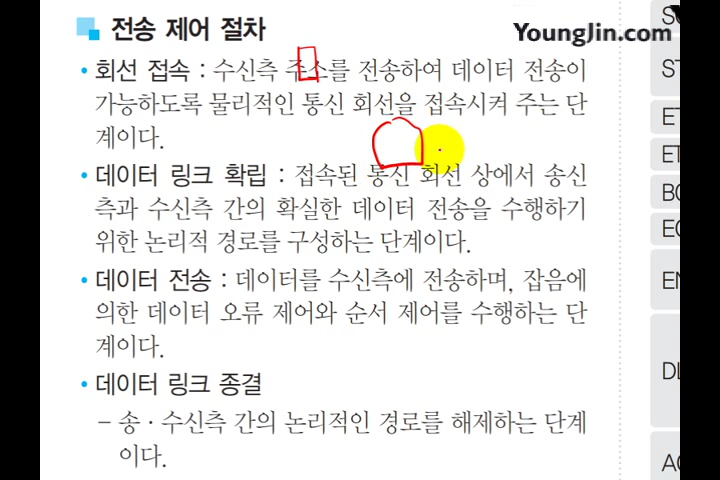 전송 제어 절차
YoungJin.com
• 회선 접속 : 수신측 주소를 전송하여 데이터 전송이
가능하도록 물리적인 통신 회선을 접속시켜 주는 단
계이다.
• 데이터 링크 확립 : 접속된 통신 회선 상에서 송신
측과 수신측 간의 확실한 데이터 전송을 수행하기
위한 논리적 경로를 구성하는 단계이다.
• 데이터 전송 : 데이터를 수신측에 전송하며, 잡음에
의한 데이터 오류 제어와 순서 제어를 수행하는 단
계이다.
• 데이터 링크 종결
– 송 · 수신측 간의 논리적인 경로를 해제하는 단계
이다.